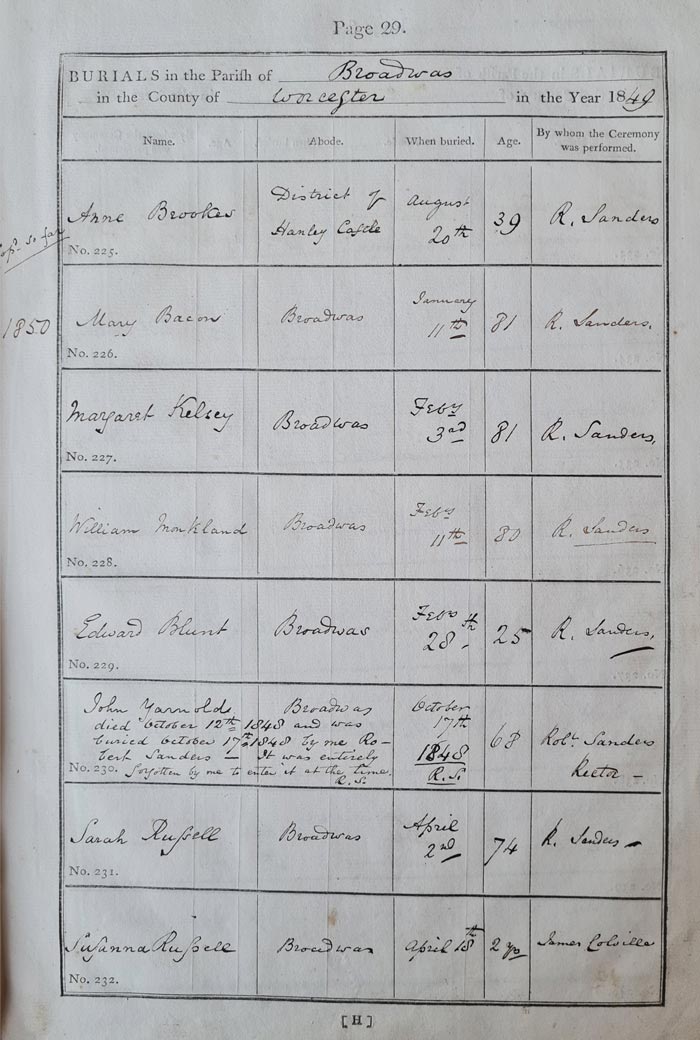 Page 29.
BURIALS in the Parish of Broadwas
in the County of Worcester in the Year 1849
Name. Abode. When buried. Age. By whom the Ceremony was performed.
so far
Anne Brookes District of Hanley Castle August 20th 39 R. Sanders
No. 225.
1850
Mary Bacon Broadwas January 11th 81 R. Sanders.
No. 226.
Margaret Kelsey Broadwas Feby 3rd 81 R. Sanders,
No. 227.
William Monkland Broadwas Feby 11th 80 R. Sanders
No. 228.
Edward Blunt Broadwas Feby 28th 25 R. Sanders,
No. 229.
John Yarnolds Broadwas October 17th 1848 R. S. 68 Robt. Sanders Rector —
died October 12th 1848 and was
buried October 17th 1848 by me Ro-
bert Sanders — It was entirely
No. 230. forgotten by me to enter it at the time.
R. S.
Sarah Russell Broadwas April 2nd 74 R. Sanders —
No. 231.
Susanna Russell Broadwas April 18th 2 yrs James Colville
No. 232.
[H]